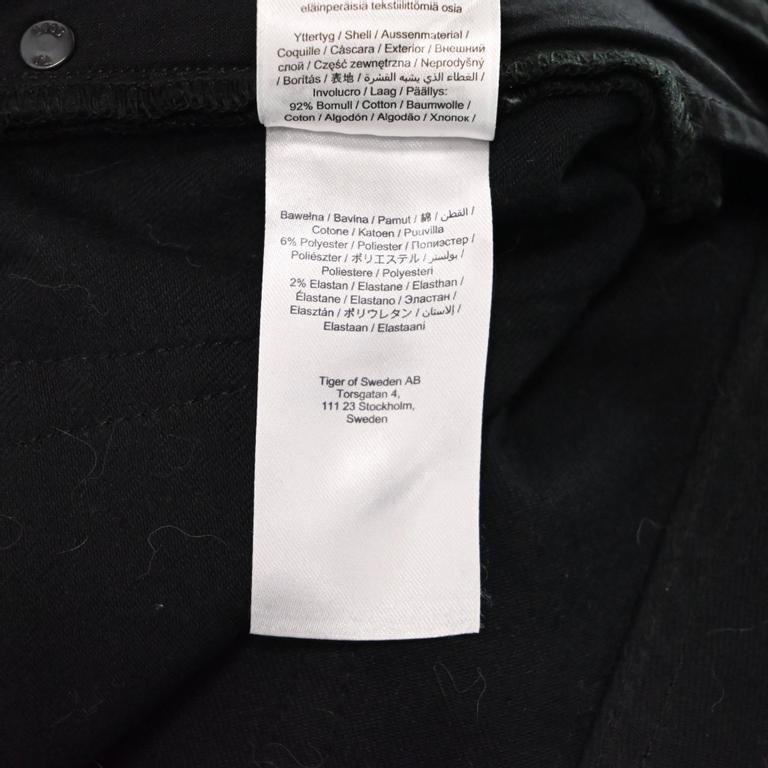 eläinperäisiä tekstiilittömiä osia
Yttertyg / Shell / Aussenmaterial /
Coquille / Cáscara / Exterior / Внешний
слой / Część zewnętrzna / Neprodyšný
/ Borítás / 表地 / الغطاء الذي يشبه القشرة /
Involucro / Laag / Päällys:
92% Bomull / Cotton / Baumwolle /
Coton / Algodón / Algodão / Хлопок /
Bawełna / Bavlna / Pamut / 綿 / القطن /
Cotone / Katoen / Puuvilla
6% Polyester / Poliester / Полиэстер /
Poliészter / ポリエステル / بوليستر /
Poliestere / Polyesteri
2% Elastan / Elastane / Elasthan /
Élastane / Elastano / Эластан /
Elasztán / ポリウレタン / الاستان /
Elastaan / Elastaani
Tiger of Sweden AB
Torsgatan 4,
111 23 Stockholm,
Sweden